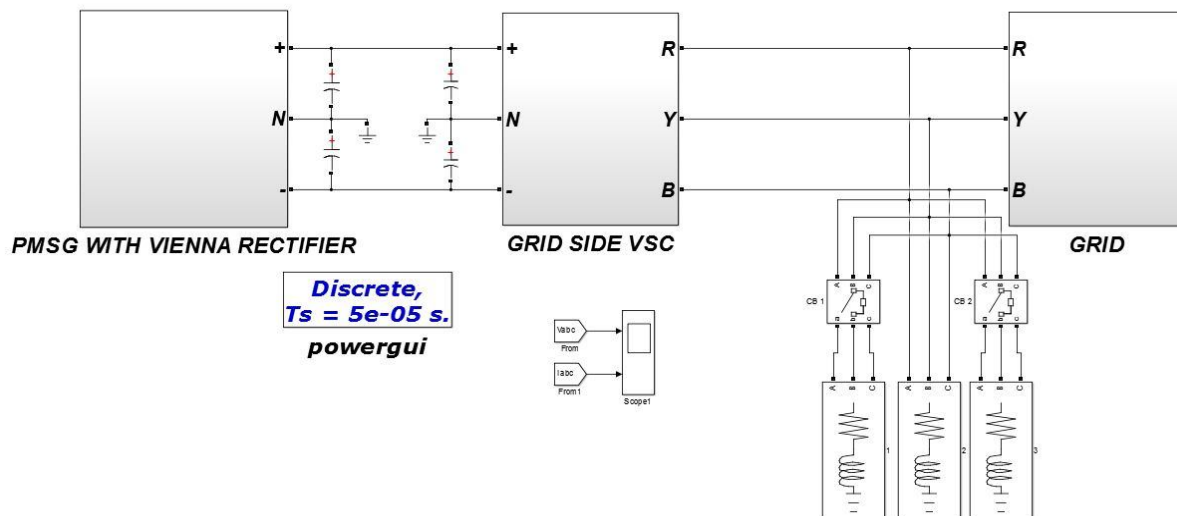 +
N
-
PMSG WITH VIENNA RECTIFIER
+
+
+
+
+
N
-
R
Y
B
GRID SIDE VSC
R
Y
B
GRID
Discrete,
Ts = 5e-05 s.
powergui
Vabc
From
Iabc
From1
Scope1
CB 1
A B C
a b c
CB 2
A B C
a b c
A B C
1
A B C
2
A B C
3